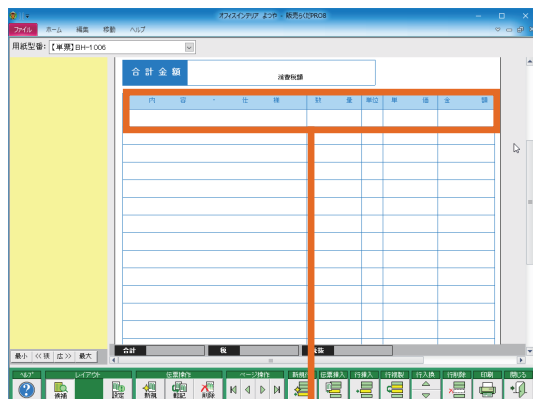 オフィスインテリア よつや - 販売らくだPRO8
ファイル ホーム 編集 移動 ヘルプ
用紙型番: 【単票】BH-1006
合計金額
消費税額
内容・仕様 数量 単位 単価 金額
合計 税 税抜
最小 <<狭 広>> 最大
ヘルプ レイアウト 伝票操作 ページ操作 新規行 伝票挿入 行挿入 行複製 行入換 行削除 印刷 閉じる
候補 設定 新規 転記 削除